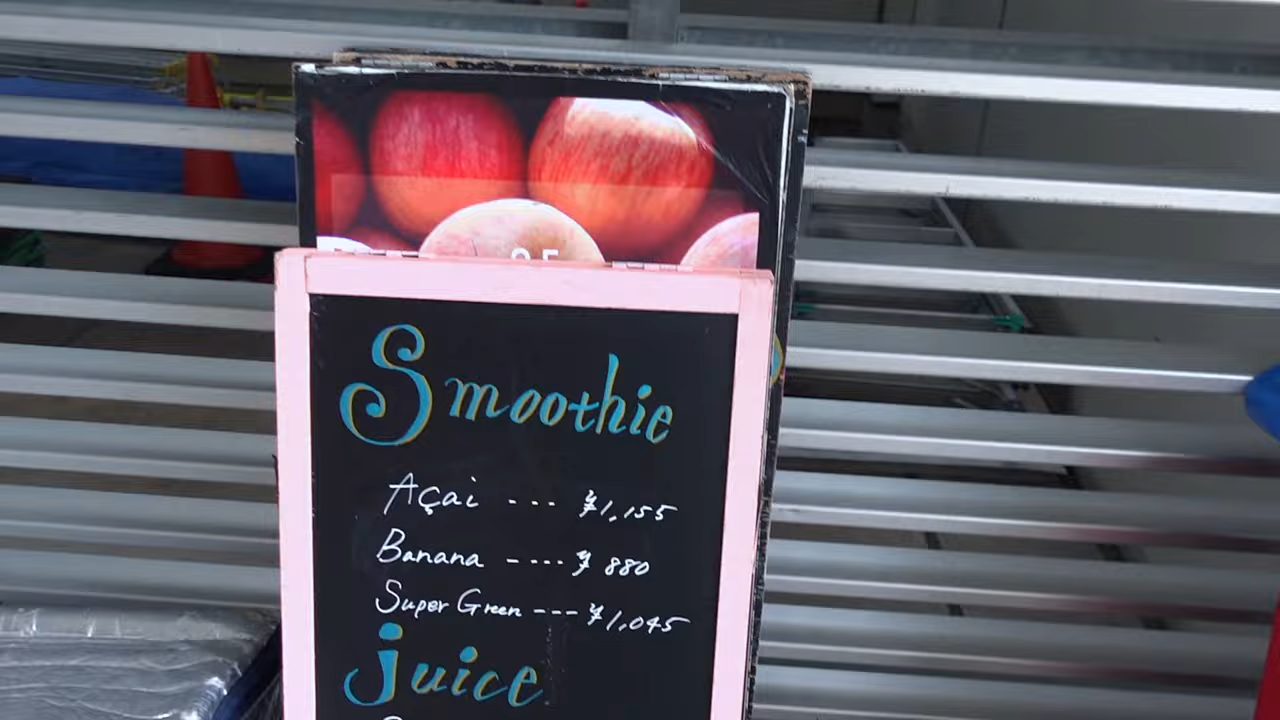 Smoothie
Açai --- ¥1,155
Banana ---- ¥880
Super Green --- ¥1,045
juice